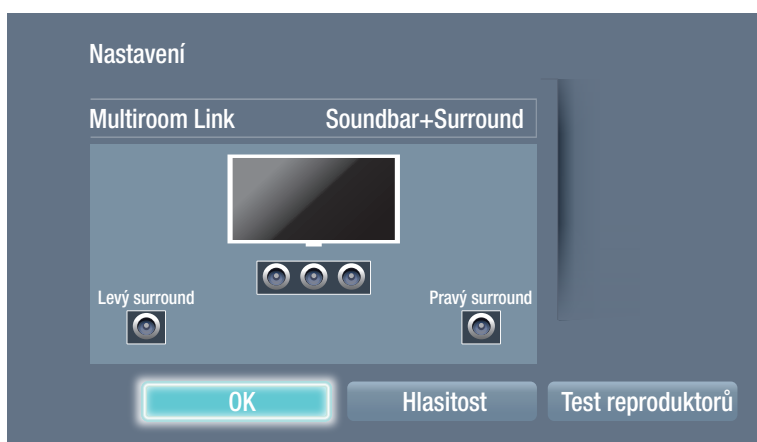 Nastavení
Multiroom Link Soundbar+Surround
Levý surround Pravý surround
OK Hlasitost Test reproduktorů